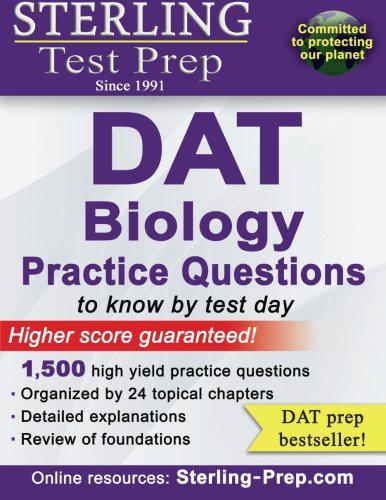 STERLING
Test Prep
Since 1991
Committed
to protecting
our planet
DAT
Biology
Practice Questions
to know by test day
Higher score guaranteed!
1,500 high yield practice questions
· Organized by 24 topical chapters
· Detailed explanations
· Review of foundations
DAT prep
bestseller!
Online resources: Sterling-Prep.com